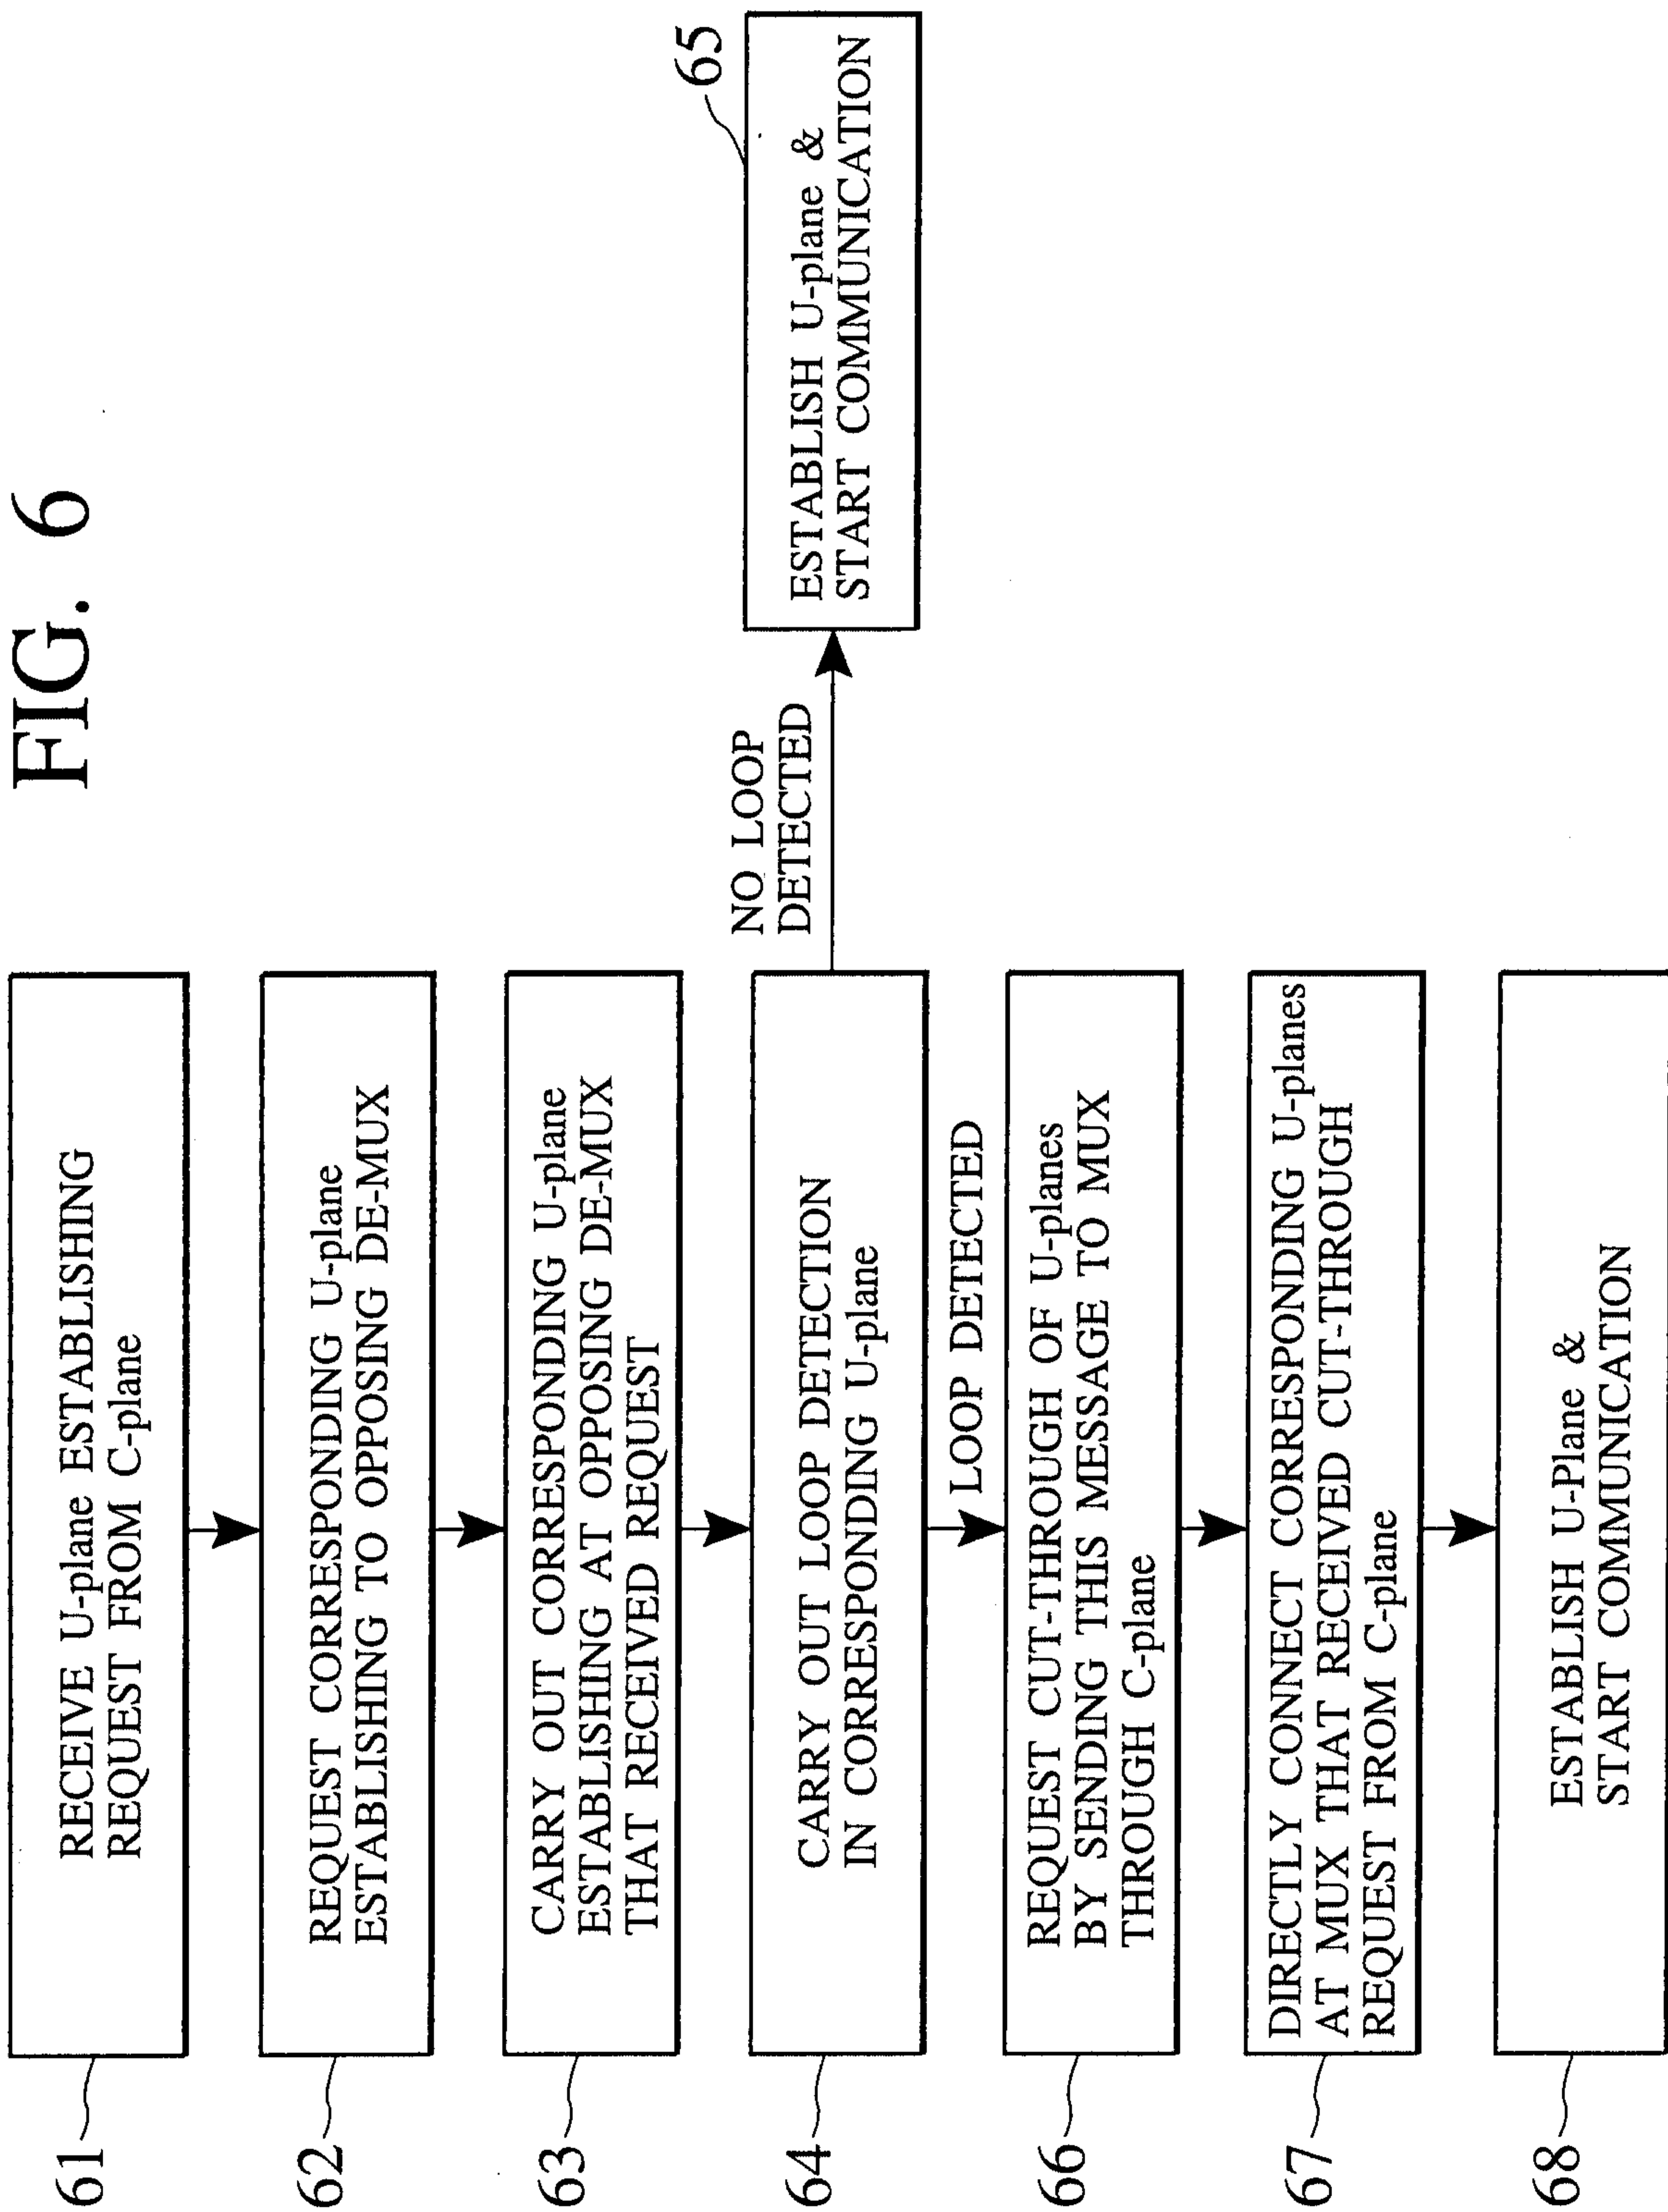 FIG. 6
61
RECEIVE U-plane ESTABLISHING
REQUEST FROM C-plane
62
REQUEST CORRESPONDING U-plane
ESTABLISHING TO OPPOSING DE-MUX
63
CARRY OUT CORRESPONDING U-plane
ESTABLISHING AT OPPOSING DE-MUX
THAT RECEIVED REQUEST
64
CARRY OUT LOOP DETECTION
IN CORRESPONDING U-plane
NO LOOP
DETECTED
65
ESTABLISH U-plane &
START COMMUNICATION
LOOP DETECTED
66
REQUEST CUT-THROUGH OF U-planes
BY SENDING THIS MESSAGE TO MUX
THROUGH C-plane
67
DIRECTLY CONNECT CORRESPONDING U-planes
AT MUX THAT RECEIVED CUT-THROUGH
REQUEST FROM C-plane
68
ESTABLISH U-Plane &
START COMMUNICATION